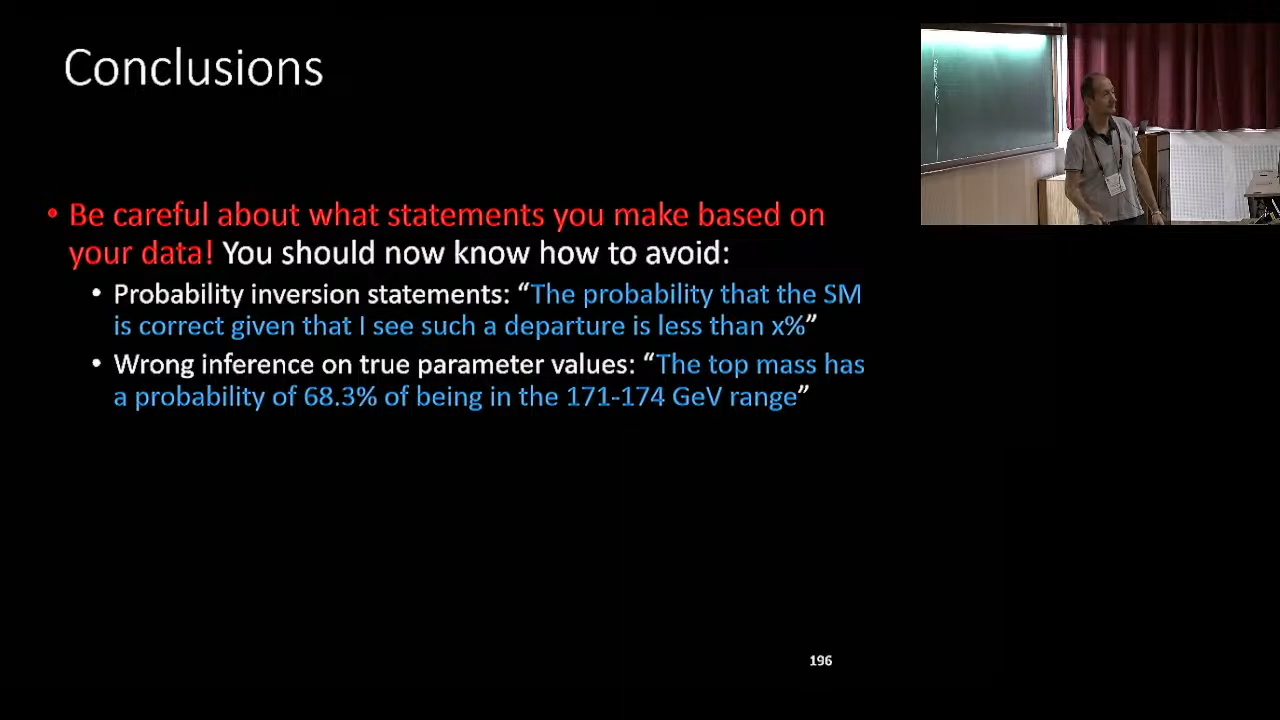 Conclusions
• Be careful about what statements you make based on
your data! You should now know how to avoid:
• Probability inversion statements: “The probability that the SM
is correct given that I see such a departure is less than x%”
• Wrong inference on true parameter values: “The top mass has
a probability of 68.3% of being in the 171-174 GeV range”
196